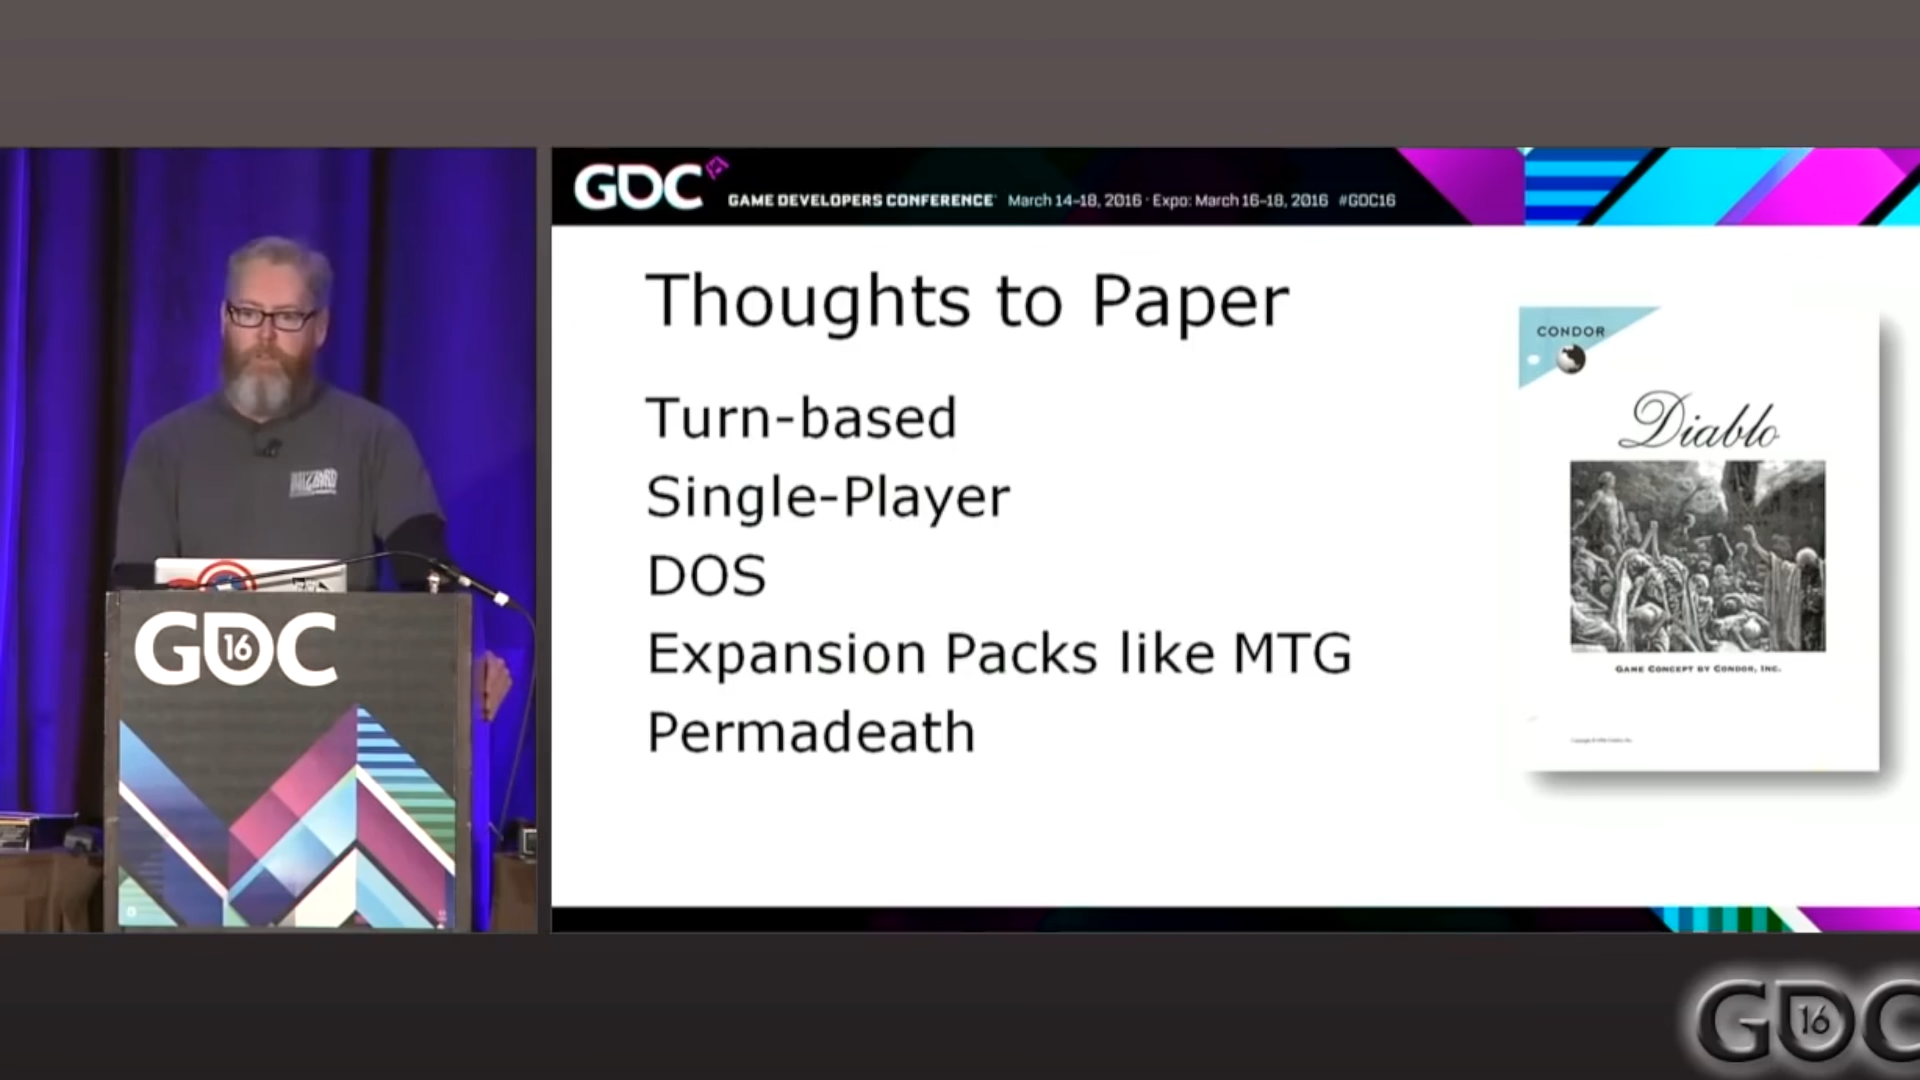 GDC
GAME DEVELOPERS CONFERENCE March 14-18, 2016 · Expo: March 16-18, 2016 #GDC16
Thoughts to Paper
Turn-based
Single-Player
DOS
Expansion Packs like MTG
Permadeath
CONDOR
Diablo
GAME CONCEPT BY CONDOR, INC.
BLIZZARD
GDC
16
GDC
16